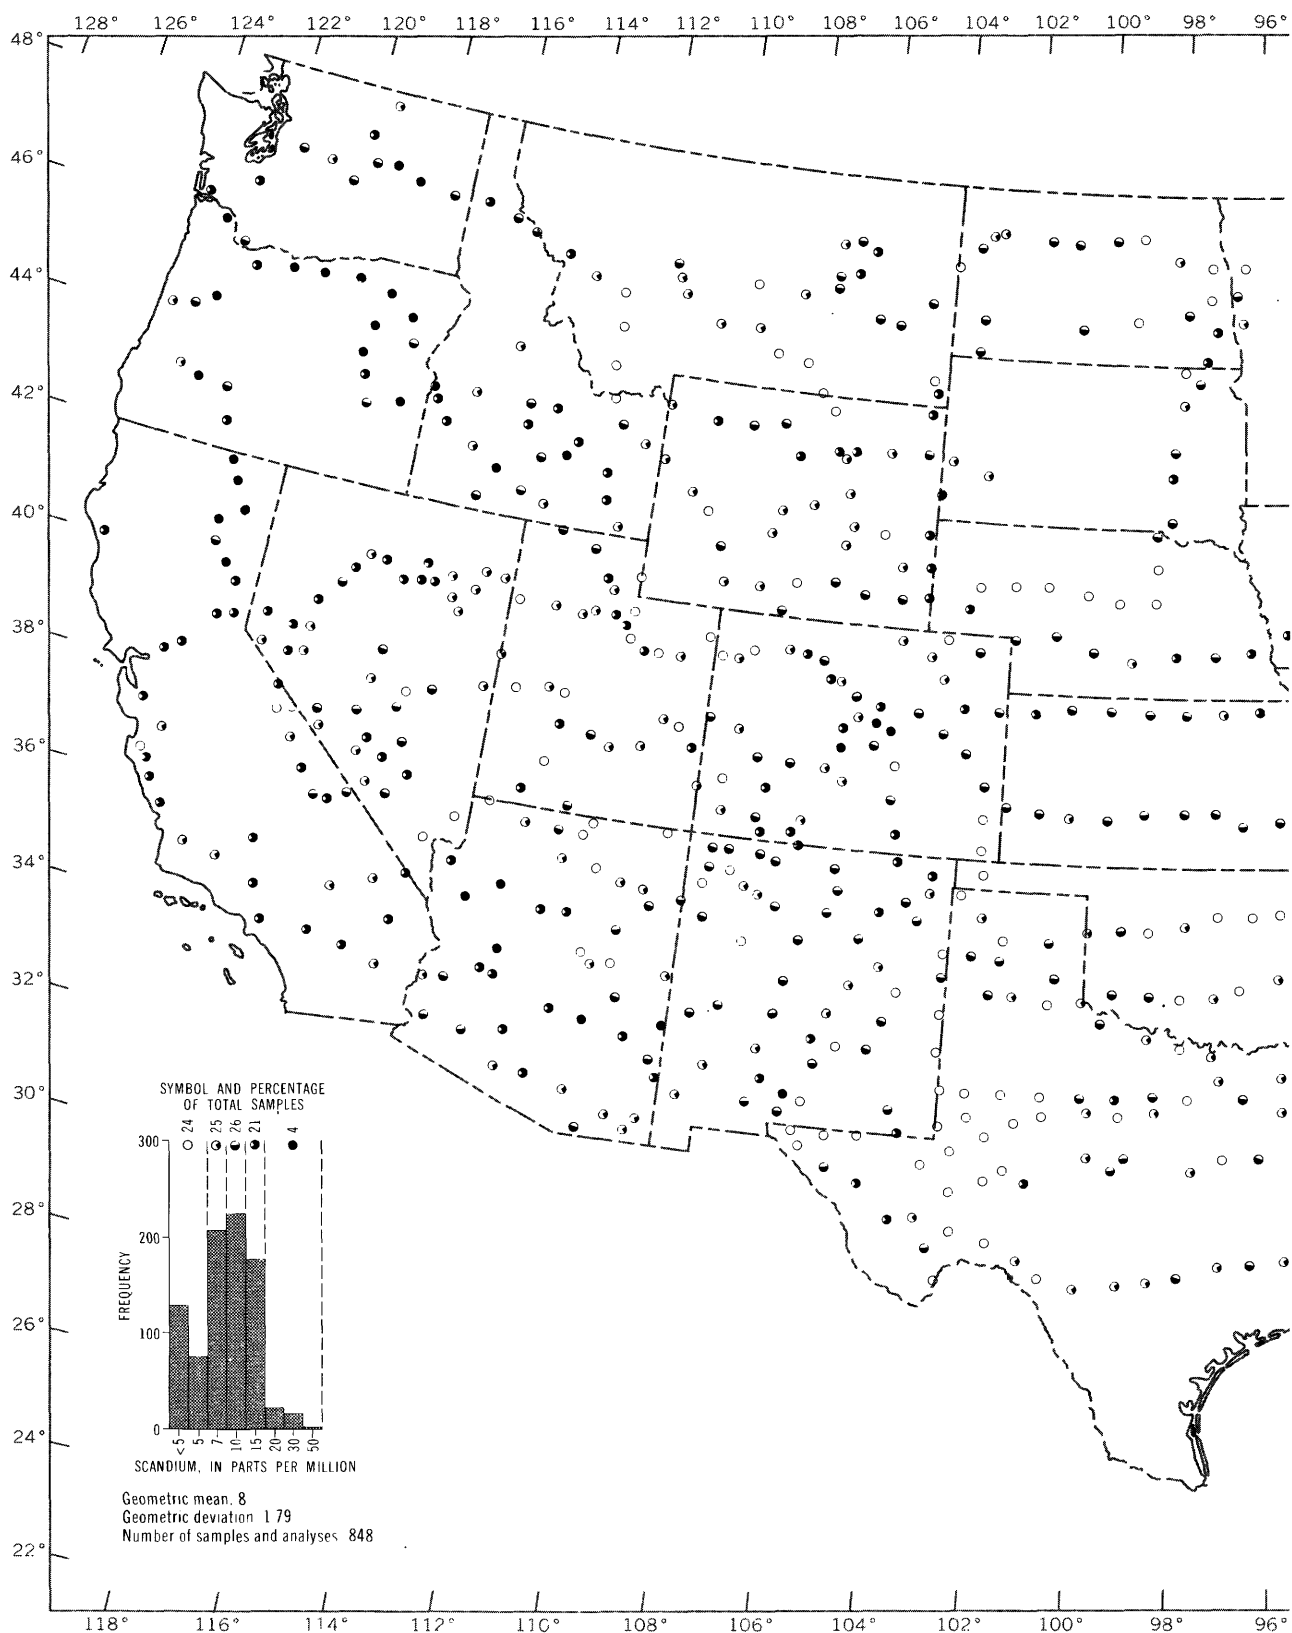 128° 126° 124° 122° 120° 118° 116° 114° 112° 110° 108° 106° 104° 102° 100° 98° 96°
48°
46°
44°
42°
40°
38°
36°
34°
32°
30°
28°
26°
24°
22°
SYMBOL AND PERCENTAGE
OF TOTAL SAMPLES
24 25 26 21 4
300
200
100
0
FREQUENCY
<5 5 7 10 15 20 30 50
SCANDIUM, IN PARTS PER MILLION
Geometric mean. 8
Geometric deviation 1 79
Number of samples and analyses 848
118° 116° 114° 112° 110° 108° 106° 104° 102° 100° 98° 96°